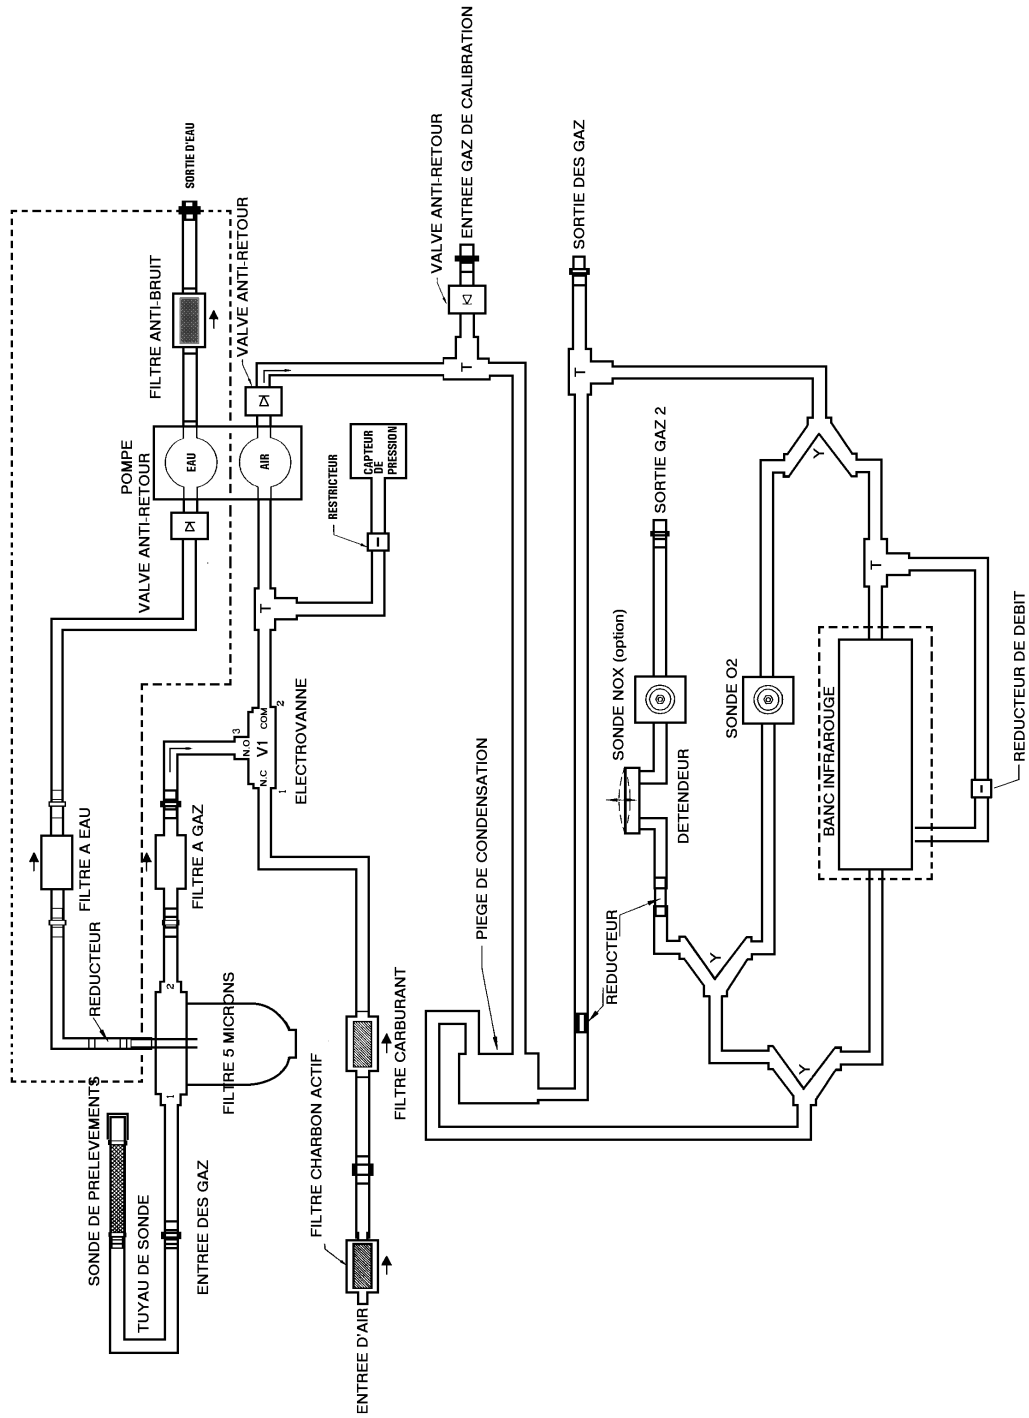 SONDE DE PRELEVEMENTS
TUYAU DE SONDE
ENTREE DES GAZ
REDUCTEUR
FILTRE A EAU
1
2
FILTRE 5 MICRONS
FILTRE A GAZ
VALVE ANTI-RETOUR
POMPE
EAU
AIR
FILTRE ANTI-BRUIT
SORTIE D'EAU
VALVE ANTI-RETOUR
N.C
N.O
COM
V1
1
3
2
ELECTROVANNE
T
RESTRICTEUR
CAPTEUR
DE
PRESSION
ENTREE D'AIR
FILTRE CHARBON ACTIF
FILTRE CARBURANT
VALVE ANTI-RETOUR
ENTREE GAZ DE CALIBRATION
T
PIEGE DE CONDENSATION
SORTIE DES GAZ
T
REDUCTEUR
DETENDEUR
SONDE NOX (option)
SORTIE GAZ 2
Y
SONDE O2
Y
Y
BANC INFRAROUGE
T
REDUCTEUR DE DEBIT